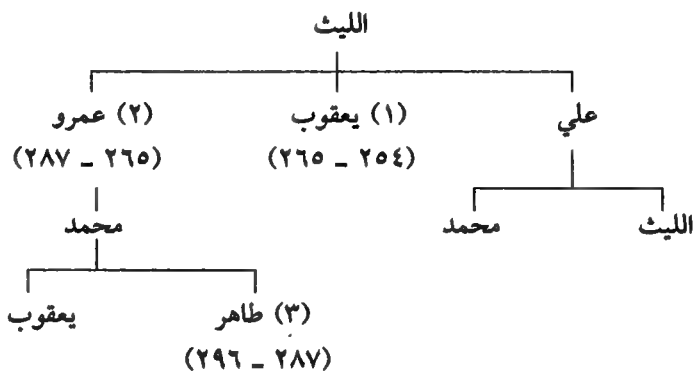 الليث
علي (١) يعقوب (٢) عمرو
(٢٥٤ ـ ٢٦٥) (٢٦٥ ـ ٢٨٧)
الليث محمد محمد
(٣) طاهر يعقوب
(٢٨٧ ـ ٢٩٦)